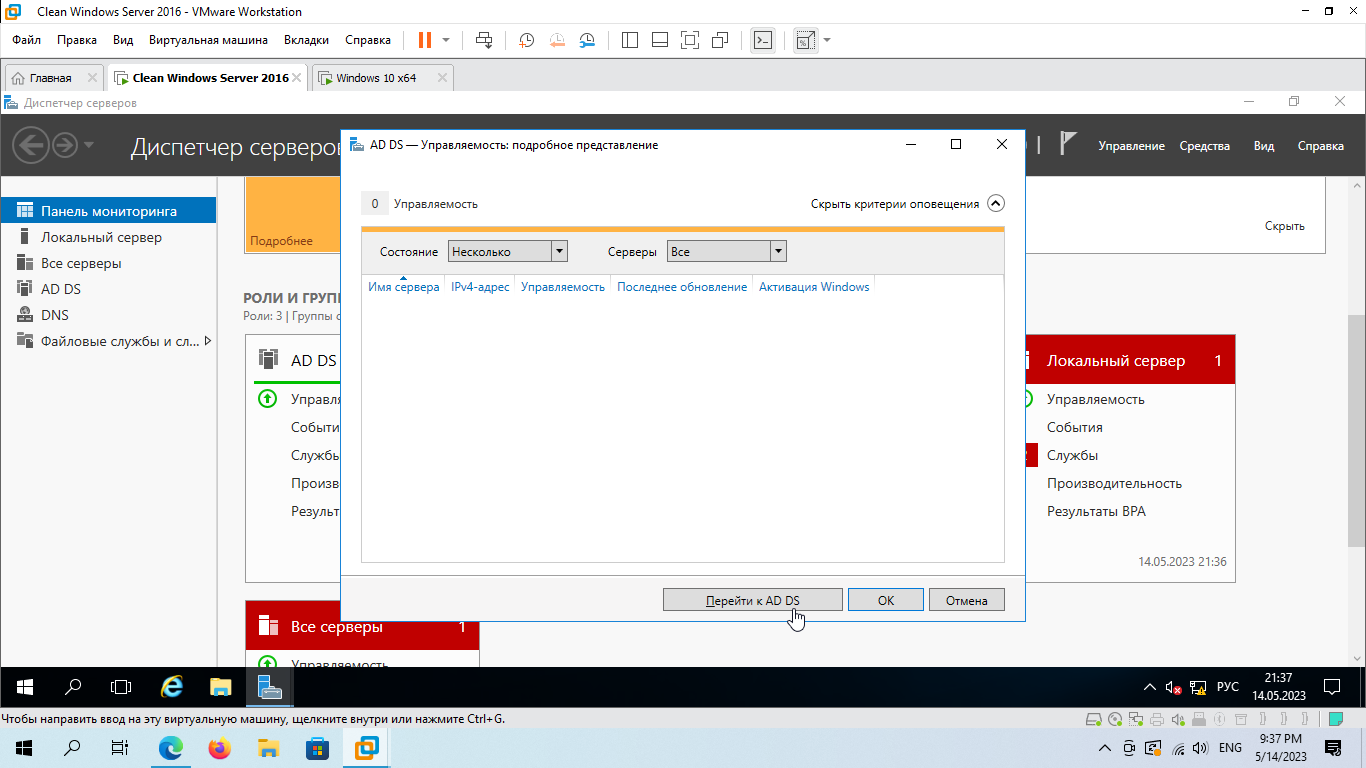 Clean Windows Server 2016 - VMware Workstation
Файл Правка Вид Виртуальная машина Вкладки Справка
Главная Clean Windows Server 2016 Windows 10 x64
Диспетчер серверов
Диспетчер серверов
Управление Средства Вид Справка
AD DS — Управляемость: подробное представление
0 Управляемость
Скрыть критерии оповещения
Состояние Несколько Серверы Все
Имя сервера IPv4-адрес Управляемость Последнее обновление Активация Windows
Перейти к AD DS ОК Отмена
Панель мониторинга
Локальный сервер
Все серверы
AD DS
DNS
Файловые службы и сл...
Подробнее
Скрыть
РОЛИ И ГРУПП
Роли: 3 | Группы с
AD DS
Управля
Событи
Службы
Произв
Результ
Локальный сервер 1
Управляемость
События
Службы
Производительность
Результаты BPA
14.05.2023 21:36
Все серверы 1
Управляемость
РУС
21:37
14.05.2023
Чтобы направить ввод на эту виртуальную машину, щелкните внутри или нажмите Ctrl+G.
ENG
9:37 PM
5/14/2023